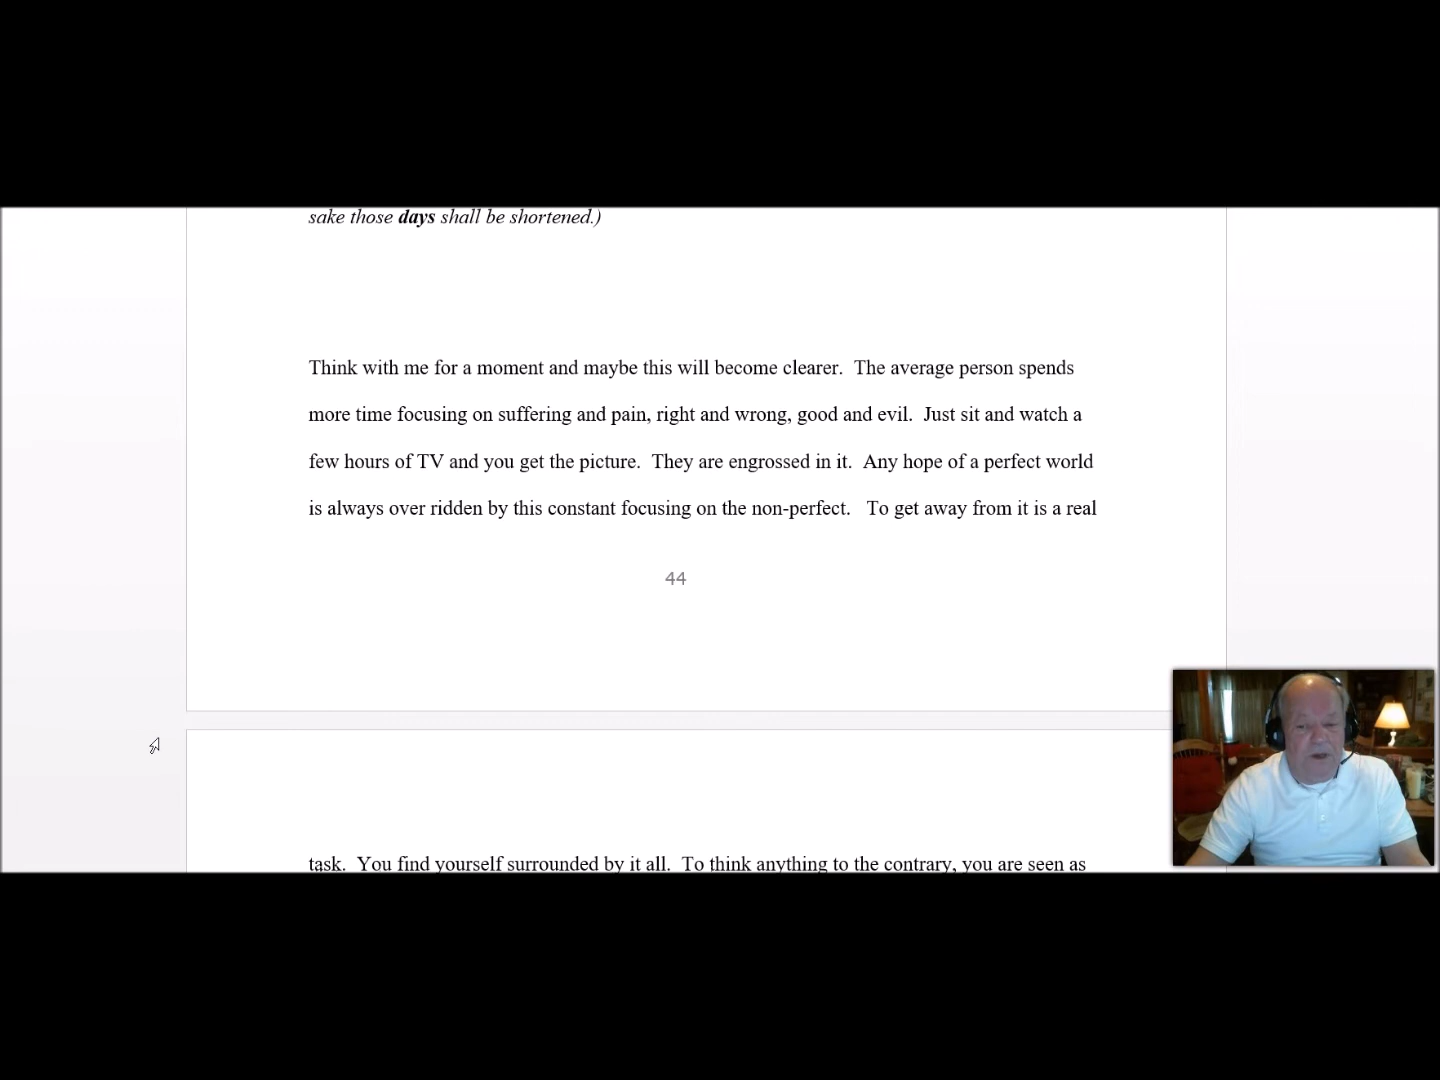 sake those days shall be shortened.)
Think with me for a moment and maybe this will become clearer.  The average person spends
more time focusing on suffering and pain, right and wrong, good and evil.  Just sit and watch a
few hours of TV and you get the picture.  They are engrossed in it.  Any hope of a perfect world
is always over ridden by this constant focusing on the non-perfect.   To get away from it is a real
44
task.  You find yourself surrounded by it all.  To think anything to the contrary, you are seen as